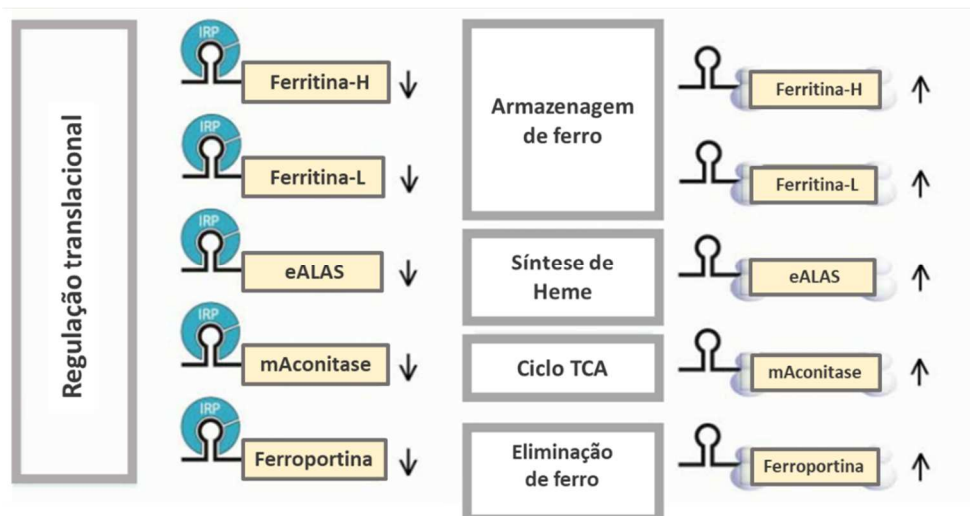 Regulação translacional
IRP
Ferritina-H
IRP
Ferritina-L
IRP
eALAS
IRP
mAconitase
IRP
Ferroportina
Armazenagem
de ferro
Síntese de
Heme
Ciclo TCA
Eliminação
de ferro
Ferritina-H
Ferritina-L
eALAS
mAconitase
Ferroportina